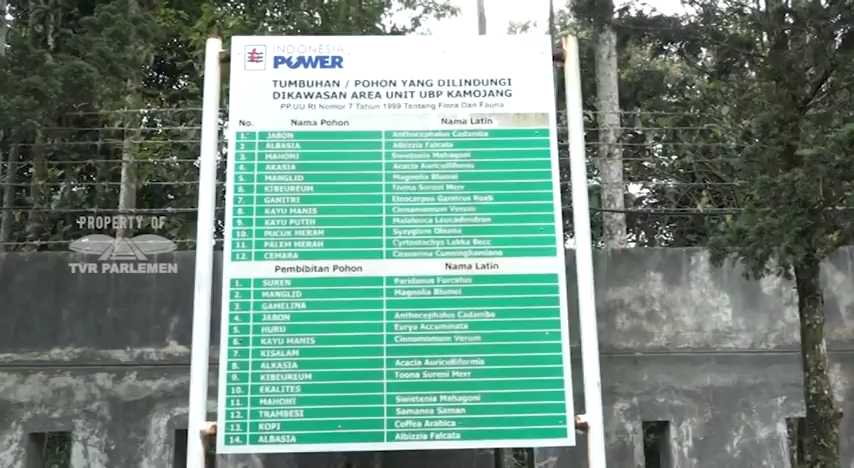 INDONESIA
POWER
TUMBUHAN / POHON YANG DILINDUNGI
DIKAWASAN AREA UNIT UBP KAMOJANG
PP.UU RI Nomor 7 Tahun 1999 Tentang Flora Dan Fauna
No. Nama Pohon Nama Latin
1. JABON Anthocephalus Cadamba
2. ALBASIA Albizzia Falcata
3. MAHONI Swietenia Mahagoni
4. AKASIA Acacia Auriculiformis
5. MANGLID Magnolia Blumei
6. KIBEUREUM Toona Sureni Merr
7. GANITRI Eleocarpus Ganitrus Roxb
8. KAYU MANIS Cinnamomum Verum
9. KAYU PUTIH Malaleuca Leucadendron
10. PUCUK MERAH Syzygium Oleana
11. PALEM MERAH Cyrtostachys Lakka Becc
12. CEMARA Casuarina Cunninghamiana
Pembibitan Pohon Nama Latin
1. SUREN Paridanus Furcatus
2. MANGLID Magnolia Blumei
3. GAMELINA
4. JABON Anthocephalus Cadambo
5. HURU Eurya Accuminata
6. KAYU MANIS Cinnamomum Verum
7. KISALAM
8. ALKASIA Acacia Auriculiformis
9. KIBEUREUM Toona Sureni Merr
10. EKALITES
11. MAHONI Swietenia Mahagoni
12. TRAMBESI Samanea Saman
13. KOPI Coffea Arabica
14. ALBASIA Albizzia Falcata
PROPERTY OF
TVR PARLEMEN